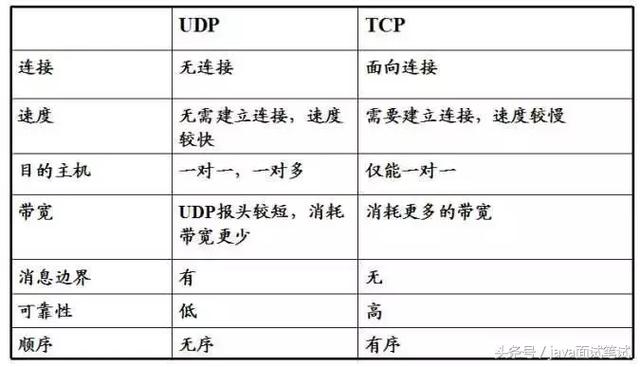 UDP TCP
连接 无连接 面向连接
速度 无需建立连接，速度 需要建立连接，速度较慢
较快
目的主机 一对一，一对多 仅能一对一
带宽 UDP报头较短，消耗 消耗更多的带宽
带宽更少
消息边界 有 无
可靠性 低 高
顺序 无序 有序
头条号/java面试笔试